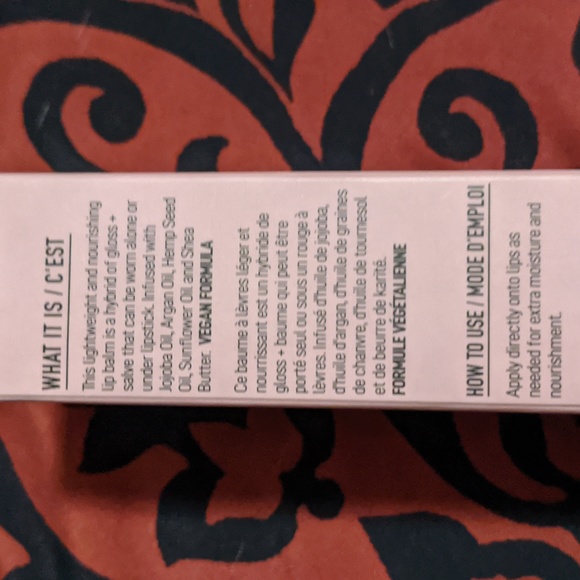 WHAT IT IS / C'EST
This lightweight and nourishing
lip balm is a hybrid of gloss +
salve that can be worn alone or
under lipstick. Infused with
Jojoba Oil, Argan Oil, Hemp Seed
Oil, Sunflower Oil and Shea
Butter. VEGAN FORMULA
Ce baume à lèvres léger et
nourrissant est un hybride de
gloss + baume qui peut être
porté seul ou sous un rouge à
lèvres. Infusé d'huile de jojoba,
d'huile d'argan, d'huile de graines
de chanvre, d'huile de tournesol
et de beurre de karité.
FORMULE VÉGÉTALIENNE
HOW TO USE / MODE D'EMPLOI
Apply directly onto lips as
needed for extra moisture and
nourishment.